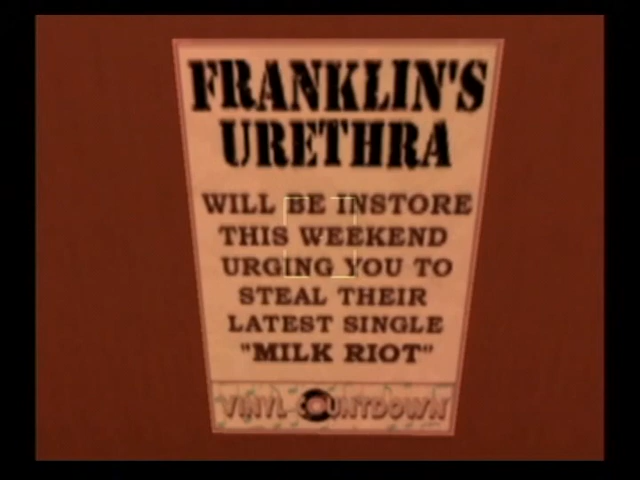 FRANKLIN'S
URETHRA
WILL BE INSTORE
THIS WEEKEND
URGING YOU TO
STEAL THEIR
LATEST SINGLE
"MILK RIOT"
VINYL COUNTDOWN